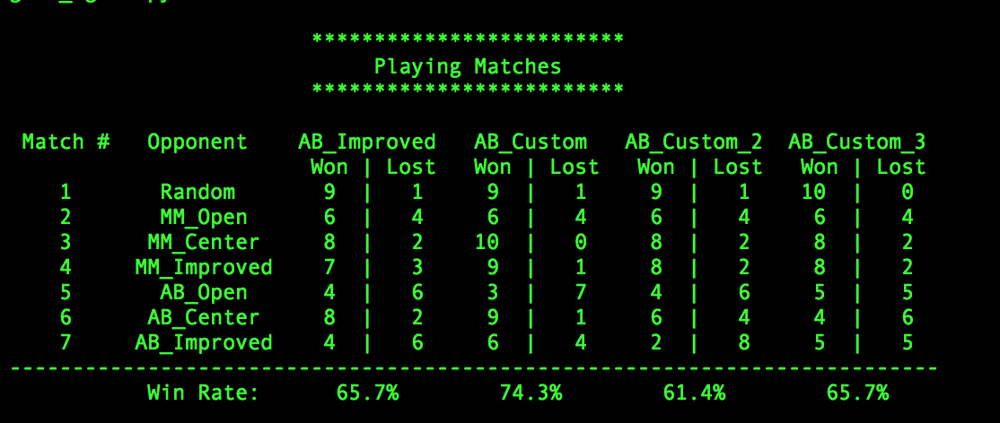 *************************
Playing Matches
*************************
Match # Opponent AB_Improved AB_Custom AB_Custom_2 AB_Custom_3
Won | Lost Won | Lost Won | Lost Won | Lost
1 Random 9 | 1 9 | 1 9 | 1 10 | 0
2 MM_Open 6 | 4 6 | 4 6 | 4 6 | 4
3 MM_Center 8 | 2 10 | 0 8 | 2 8 | 2
4 MM_Improved 7 | 3 9 | 1 8 | 2 8 | 2
5 AB_Open 4 | 6 3 | 7 4 | 6 5 | 5
6 AB_Center 8 | 2 9 | 1 6 | 4 4 | 6
7 AB_Improved 4 | 6 6 | 4 2 | 8 5 | 5
--------------------------------------------------------------------------
Win Rate: 65.7% 74.3% 61.4% 65.7%